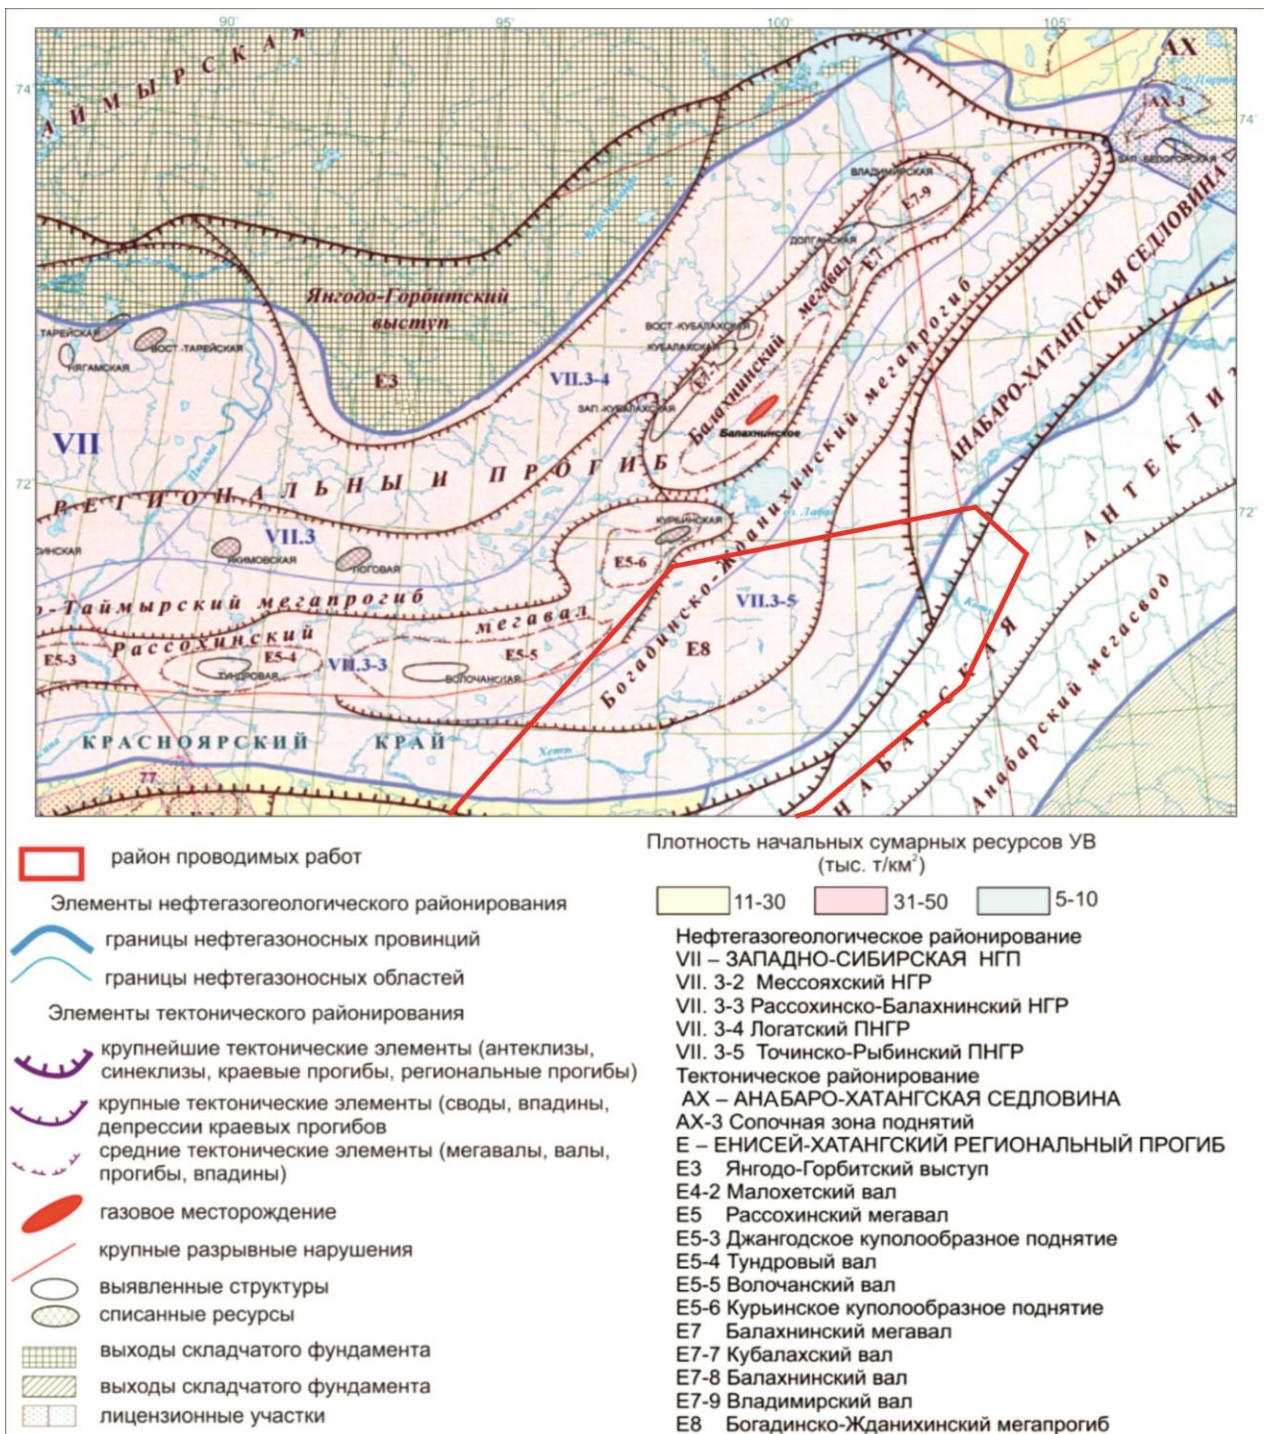 90°
95°
100°
105°
74°
74°
ТАЙМЫРСКАЯ
АХ
АХ-3
ЗАП. БЕЛОГОРСКАЯ
ВЛАДИМИРСКАЯ
Е7-9
ДОЛГАНСКАЯ
Е7
Янгодо-Горбитский
выступ
Е3
ТАРЕЙСКАЯ
ВОСТ.-ТАРЕЙСКАЯ
НЯГАМСКАЯ
ВОСТ.-КУБАЛАХСКАЯ
КУБАЛАХСКАЯ
Е7-7
ЗАП.-КУБАЛАХСКАЯ
VII.3-4
Балахнинский мегавал
Балахнинское
АНАБАРО-ХАТАНГСКАЯ СЕДЛОВИНА
VII
Пясина
72°
72°
РЕГИОНАЛЬНЫЙ ПРОГИБ
Богадинско-Жданихинский мегапрогиб
VII.3
КУРБИНСКАЯ
СИНСКАЯ
ЯКИМОВСКАЯ
ЛОГОВАЯ
Е5-6
VII.3-5
о-Таймырский мегапрогиб
Рассохинский мегавал
Е5-3
Е5-4
VII.3-3
Е5-5
Е8
ТУНДРОВАЯ
ВОЛОЧАНСКАЯ
АНАБАРСКАЯ
АНТЕКЛИЗ
Анабарский мегасвод
КРАСНОЯРСКИЙ КРАЙ
Хета
77
район проводимых работ
Элементы нефтегазогеологического районирования
границы нефтегазоносных провинций
границы нефтегазоносных областей
Элементы тектонического районирования
крупнейшие тектонические элементы (антеклизы,
синеклизы, краевые прогибы, региональные прогибы)
крупные тектонические элементы (своды, впадины,
депрессии краевых прогибов
средние тектонические элементы (мегавалы, валы,
прогибы, впадины)
газовое месторождение
крупные разрывные нарушения
выявленные структуры
списанные ресурсы
выходы складчатого фундамента
выходы складчатого фундамента
лицензионные участки
Плотность начальных сумарных ресурсов УВ
(тыс. т/км²)
11-30
31-50
5-10
Нефтегазогеологическое районирование
VII – ЗАПАДНО-СИБИРСКАЯ НГП
VII. 3-2 Мессояхский НГР
VII. 3-3 Рассохинско-Балахнинский НГР
VII. 3-4 Логатский ПНГР
VII. 3-5 Точинско-Рыбинский ПНГР
Тектоническое районирование
АХ – АНАБАРО-ХАТАНГСКАЯ СЕДЛОВИНА
АХ-3 Сопочная зона поднятий
Е – ЕНИСЕЙ-ХАТАНГСКИЙ РЕГИОНАЛЬНЫЙ ПРОГИБ
Е3 Янгодо-Горбитский выступ
Е4-2 Малохетский вал
Е5 Рассохинский мегавал
Е5-3 Джангодское куполообразное поднятие
Е5-4 Тундровый вал
Е5-5 Волочанский вал
Е5-6 Курьинское куполообразное поднятие
Е7 Балахнинский мегавал
Е7-7 Кубалахский вал
Е7-8 Балахнинский вал
Е7-9 Владимирский вал
Е8 Богадинско-Жданихинский мегапрогиб